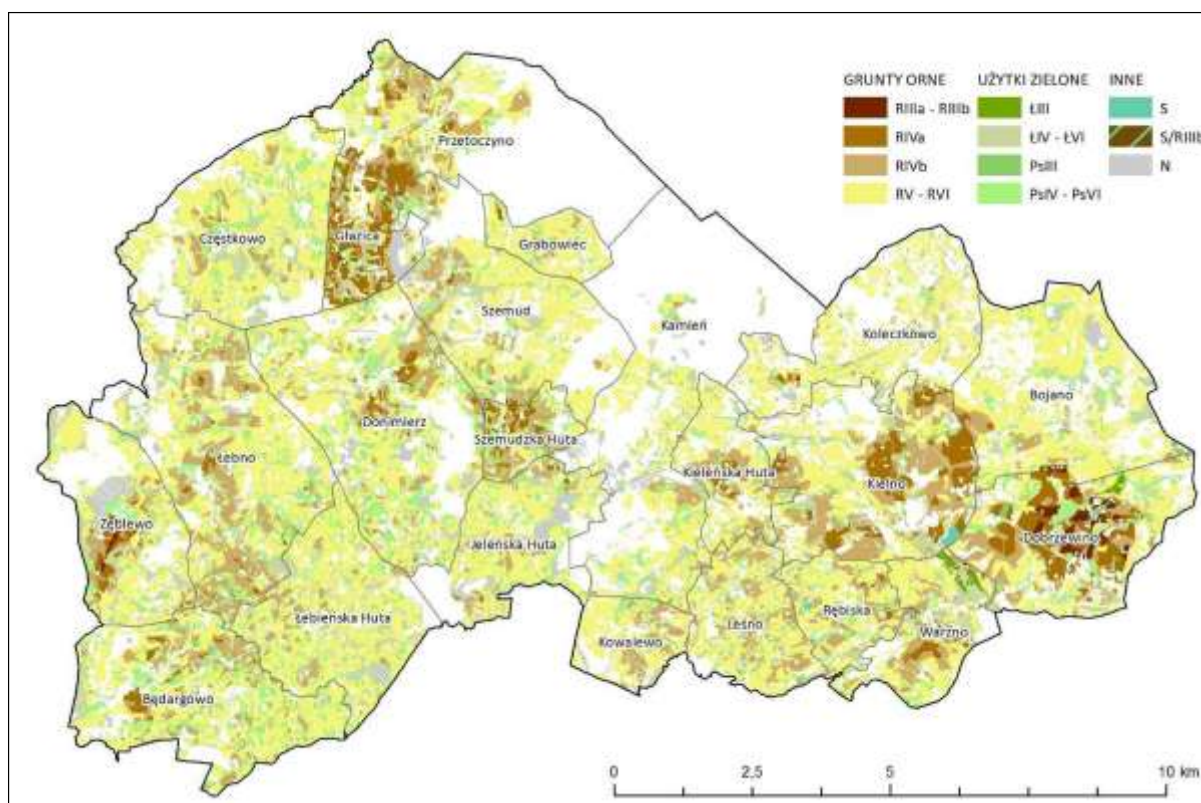 GRUNTY ORNE
RIIIa - RIIIb
RIVa
RIVb
RV - RVI
UŻYTKI ZIELONE
ŁIII
ŁIV - ŁVI
PsIII
PsIV - PsVI
INNE
S
S/RIIIb
N
Przetoczyno
Częstkowo
Głazica
Grabowiec
Szemud
Kamień
Koleczkowo
Bojano
Donimierz
Szemudzka Huta
Łebno
Kieleńska Huta
Kielno
Zęblewo
Jeleńska Huta
Dobrzewino
Łebieńska Huta
Rębiska
Leśno
Warzno
Kowalewo
Będargowo
0 2,5 5 10 km